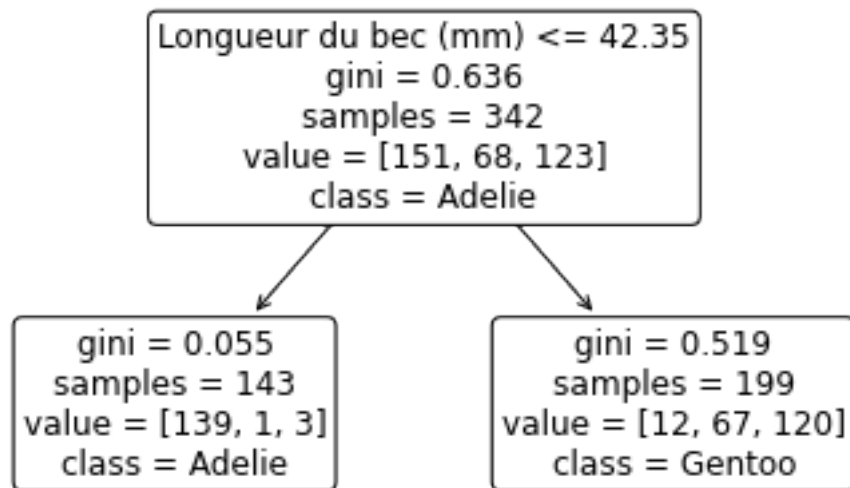 Longueur du bec (mm) <= 42.35
gini = 0.636
samples = 342
value = [151, 68, 123]
class = Adelie
gini = 0.055
samples = 143
value = [139, 1, 3]
class = Adelie
gini = 0.519
samples = 199
value = [12, 67, 120]
class = Gentoo